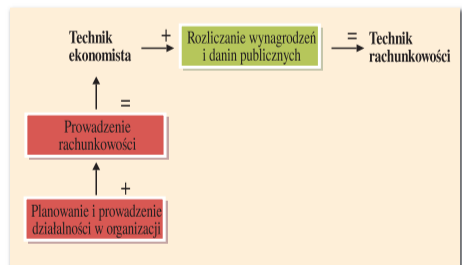 Technik
ekonomista
+
Rozliczanie wynagrodzeń
i danin publicznych
=
Technik
rachunkowości
=
Prowadzenie
rachunkowości
+
Planowanie i prowadzenie
działalności w organizacji